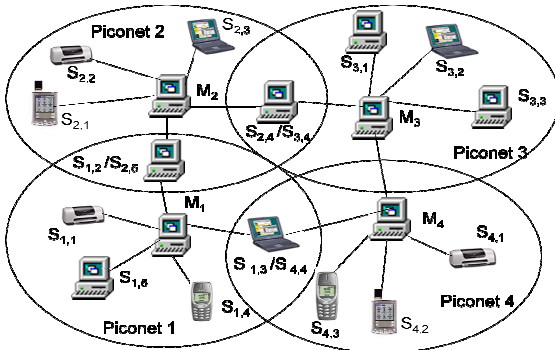 Piconet 2
S2,3
S2.2
S2.1
M2
S2,4/S3,4
S3,1
S3,2
S3,3
M3
Piconet 3
S1,2/S2,5
M1
S1,1
S1,5
S1,4
S1,3/S4,4
Piconet 1
M4
S4,1
S4.3
S4.2
Piconet 4